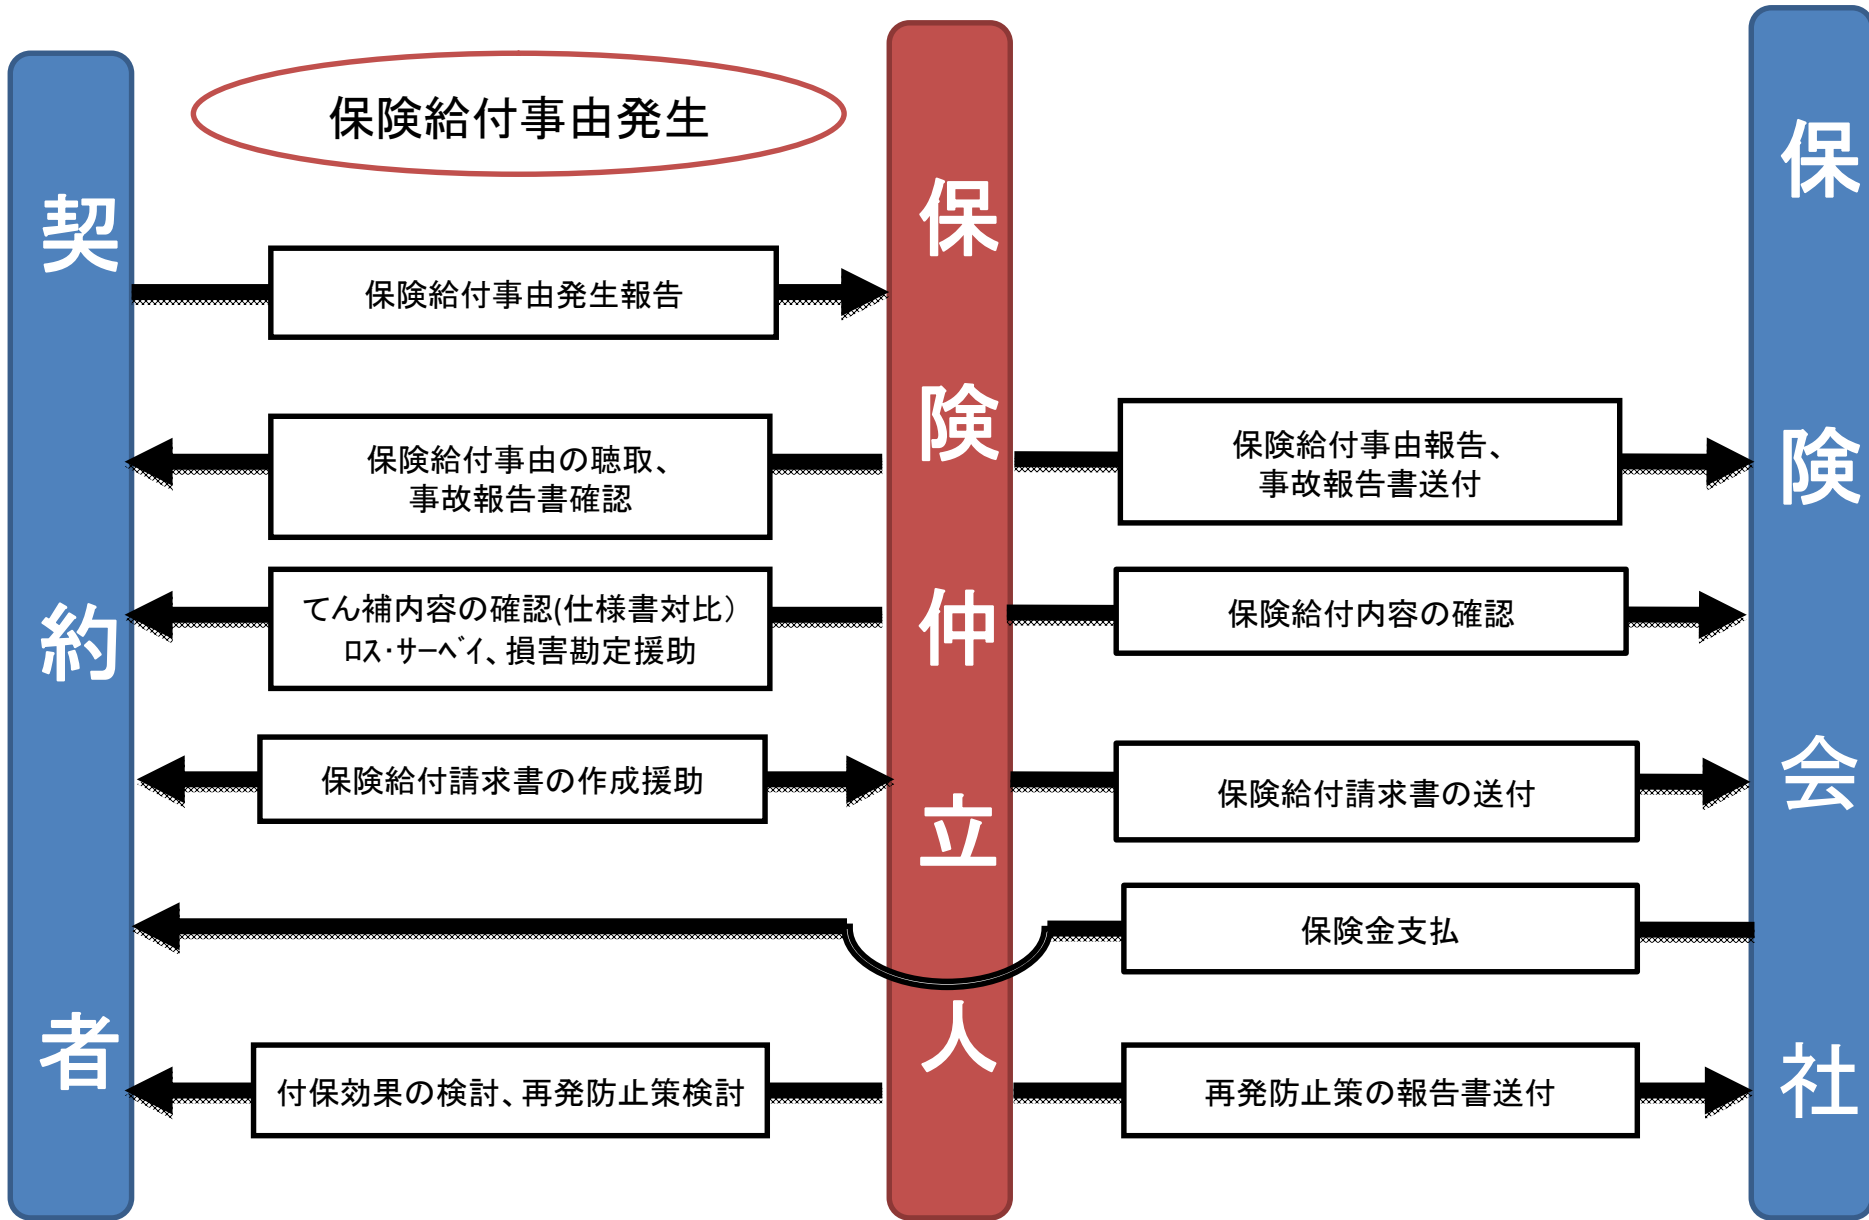 契約者
保険給付事由発生
保険仲立人
保険会社
保険給付事由発生報告
保険給付事由の聴取、
事故報告書確認
保険給付事由報告、
事故報告書送付
てん補内容の確認(仕様書対比）
ﾛｽ･ｻｰﾍﾞｲ、損害勘定援助
保険給付内容の確認
保険給付請求書の作成援助
保険給付請求書の送付
保険金支払
付保効果の検討、再発防止策検討
再発防止策の報告書送付